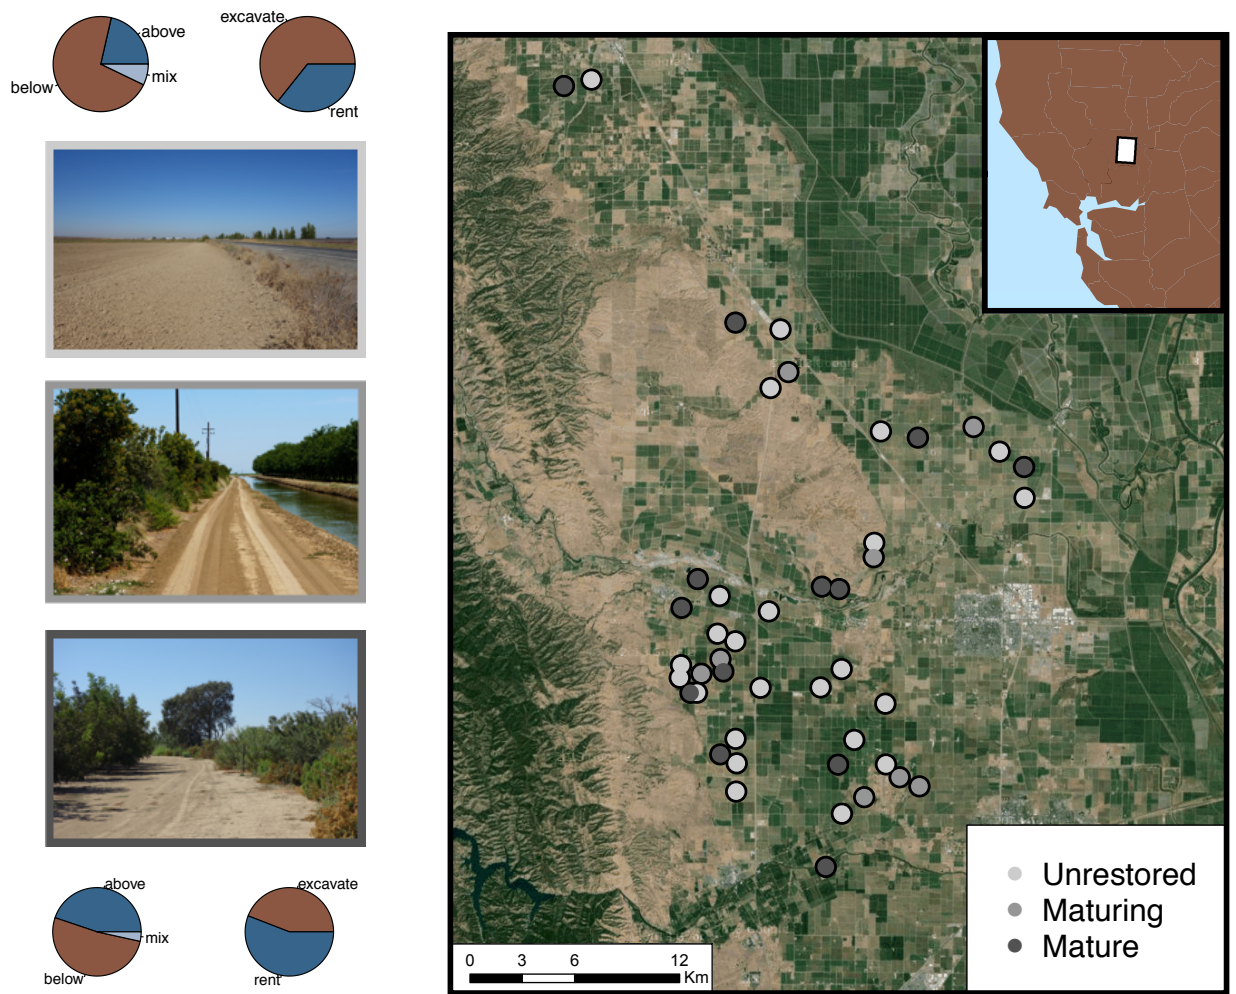 above
mix
below
excavate
rent
Unrestored
Maturing
Mature
0 3 6 12
Km
above
mix
below
excavate
rent